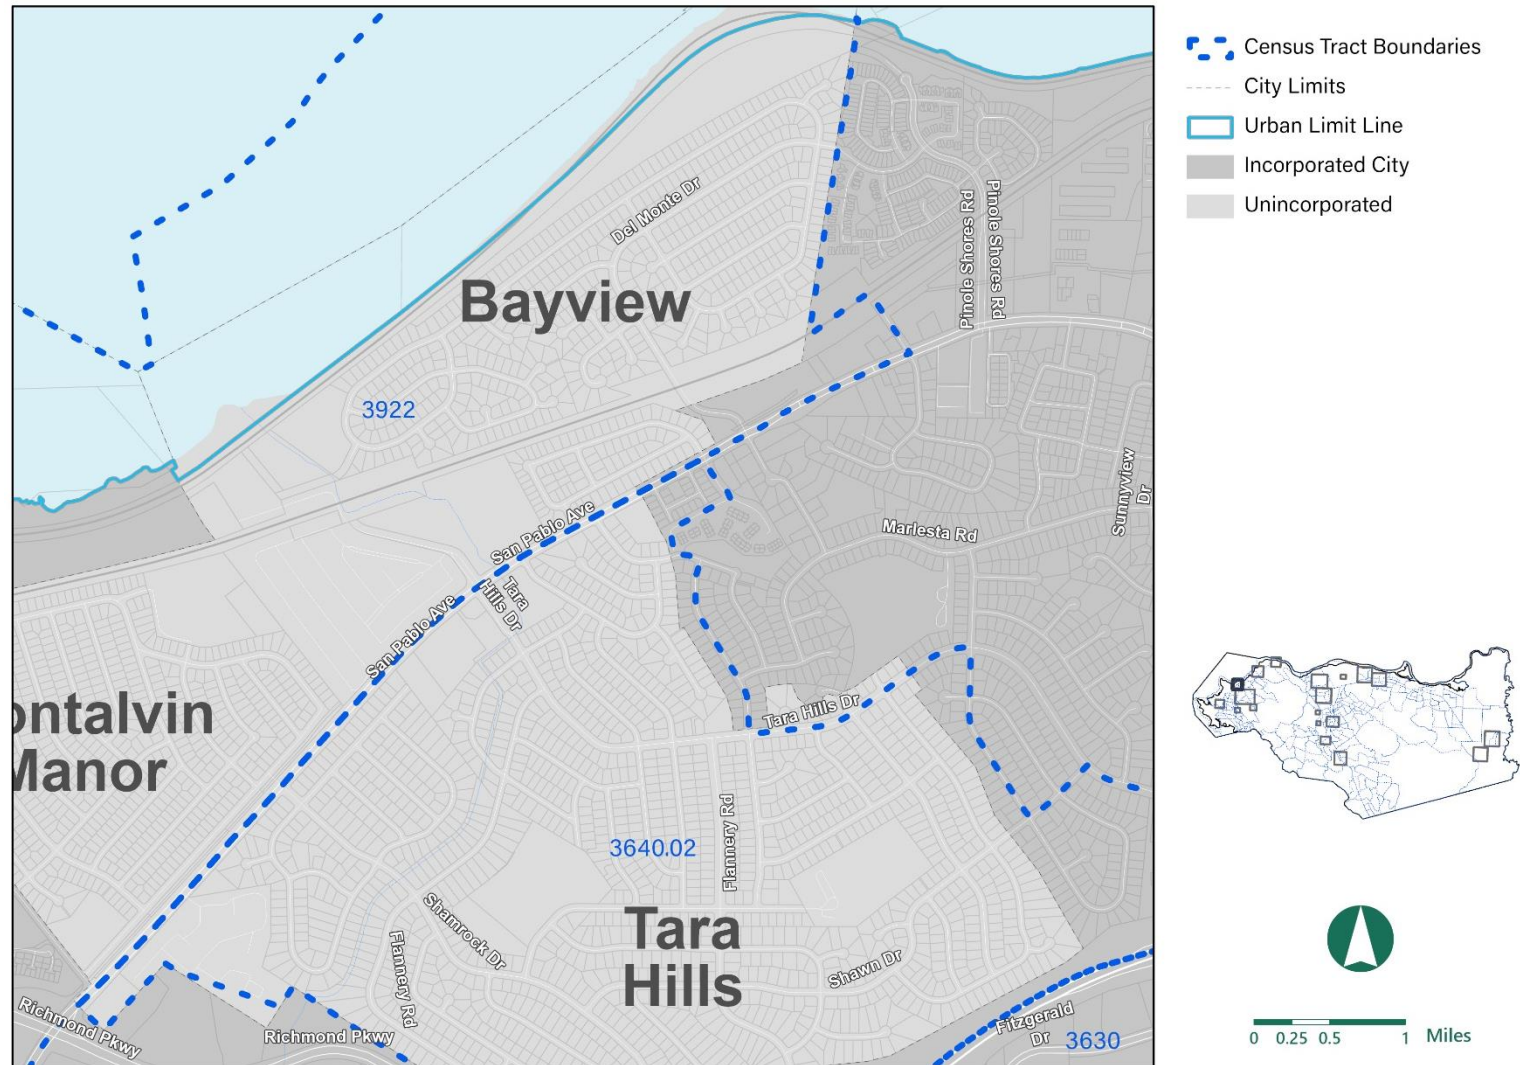 Census Tract Boundaries
City Limits
Urban Limit Line
Incorporated City
Unincorporated
Del Monte Dr
Pinole Shores Rd
Pinole Shores Rd
Bayview
3922
Sunnyview
Dr
San Pablo Ave
Marlesta Rd
Tara
Hills Dr
San Pablo Ave
ontalvin
Manor
Tara Hills Dr
Flannery Rd
3640.02
Shamrock Dr
Tara
Hills
Flannery Rd
Shawn Dr
Richmond Pkwy
Richmond Pkwy
Fitzgerald
Dr
3630
0 0.25 0.5 1 Miles